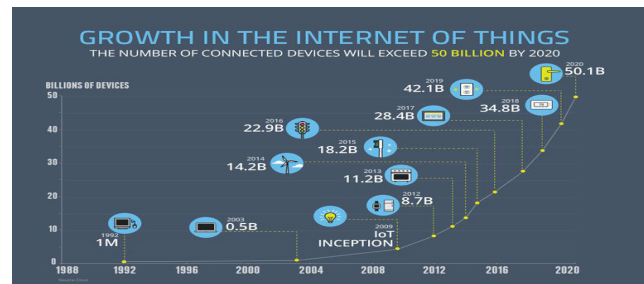 GROWTH IN THE INTERNET OF THINGS
THE NUMBER OF CONNECTED DEVICES WILL EXCEED 50 BILLION BY 2020
BILLIONS OF DEVICES
50
40
30
20
10
0
1992
1M
2003
0.5B
2009
IoT
INCEPTION
2012
8.7B
2013
11.2B
2014
14.2B
2015
18.2B
2016
22.9B
2017
28.4B
2018
34.8B
2019
42.1B
2020
50.1B
1988 1992 1996 2000 2004 2008 2012 2016 2020